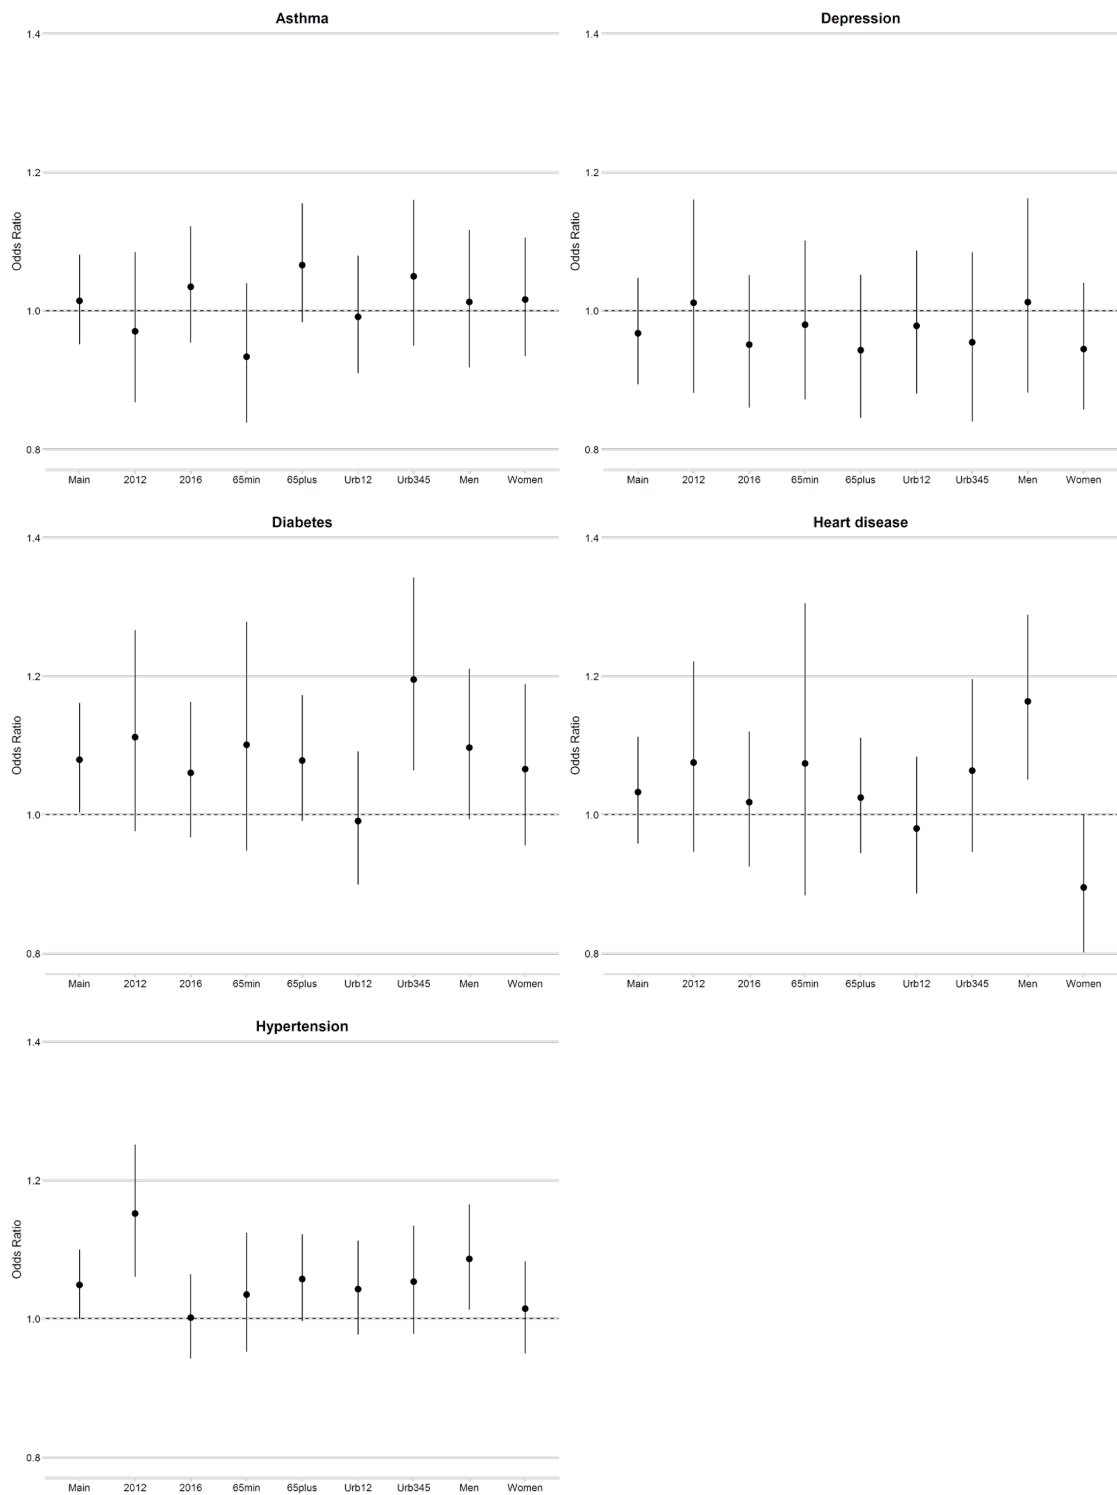 Asthma
1.4
1.2
Odds Ratio
1.0
0.8
Main 2012 2016 65min 65plus Urb12 Urb345 Men Women
Depression
1.4
1.2
Odds Ratio
1.0
0.8
Main 2012 2016 65min 65plus Urb12 Urb345 Men Women
Diabetes
1.4
1.2
Odds Ratio
1.0
0.8
Main 2012 2016 65min 65plus Urb12 Urb345 Men Women
Heart disease
1.4
1.2
Odds Ratio
1.0
0.8
Main 2012 2016 65min 65plus Urb12 Urb345 Men Women
Hypertension
1.4
1.2
Odds Ratio
1.0
0.8
Main 2012 2016 65min 65plus Urb12 Urb345 Men Women